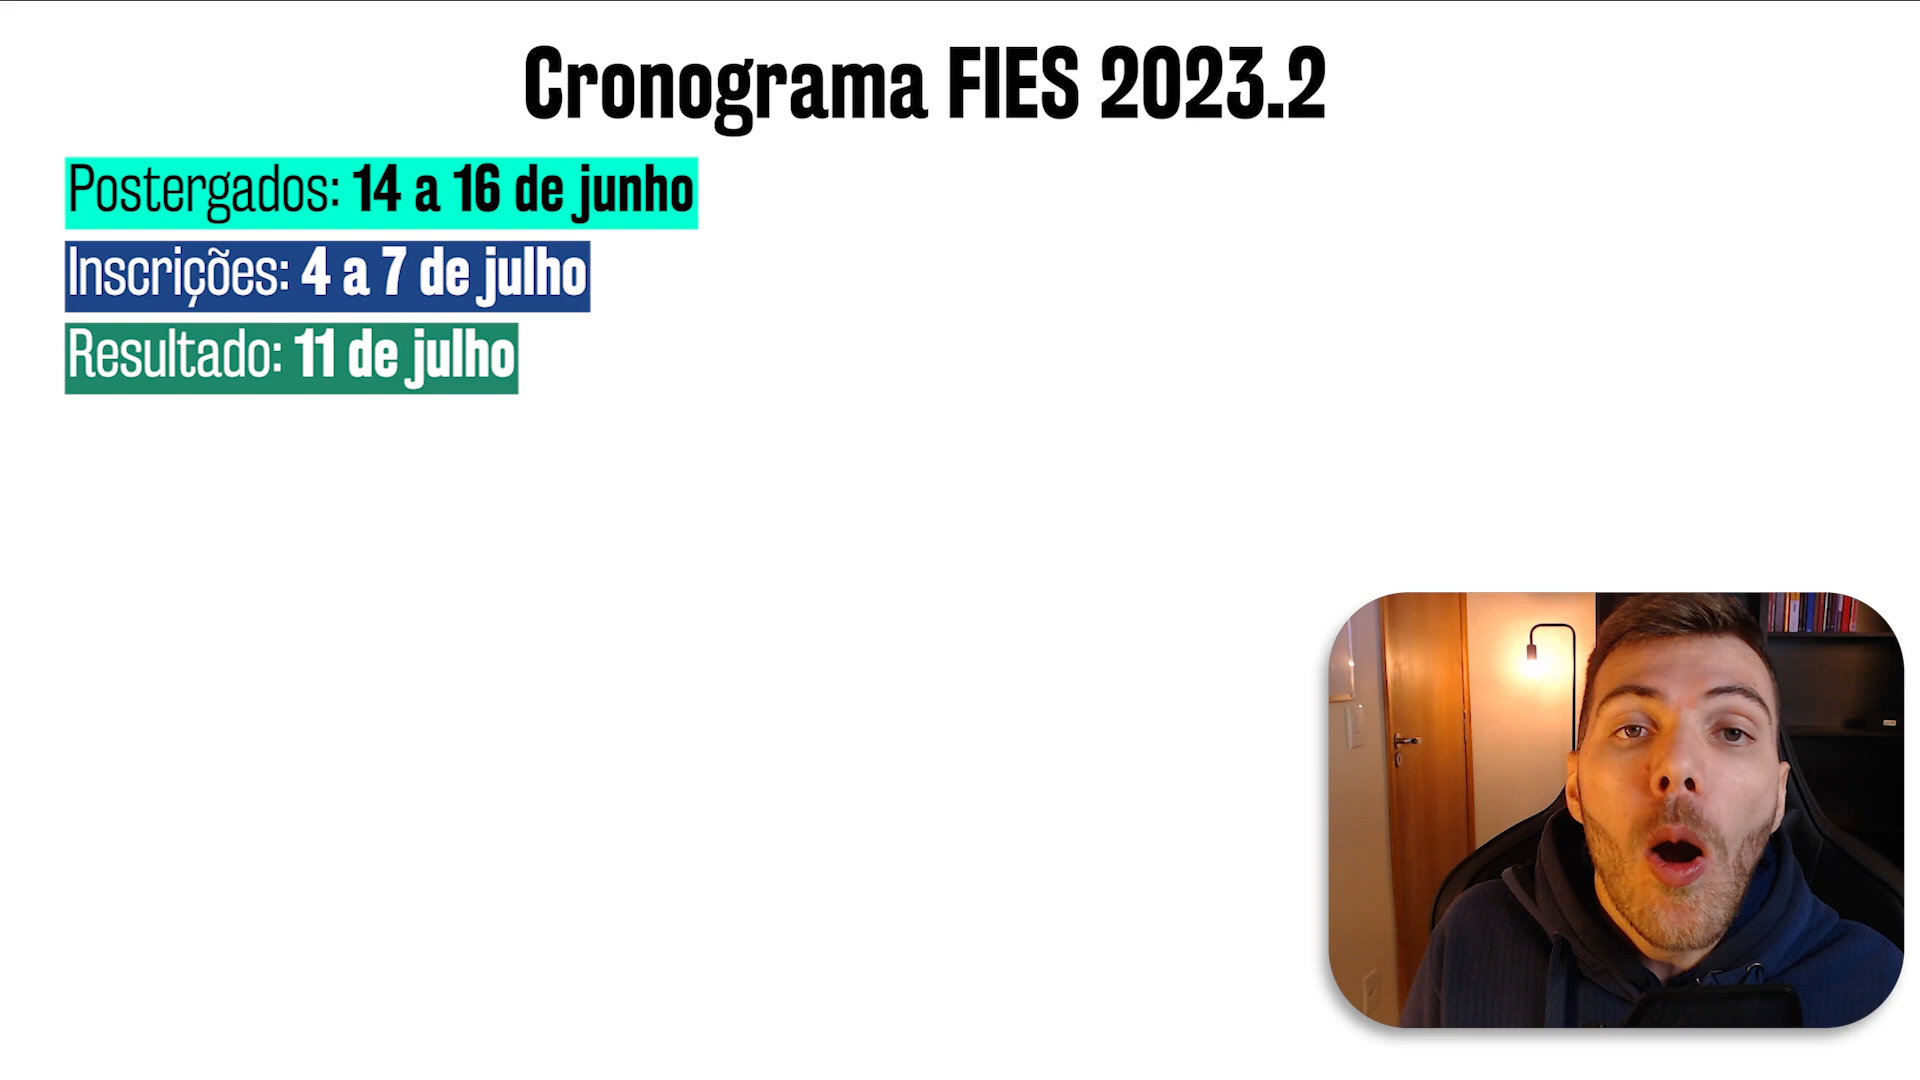 Cronograma FIES 2023.2
Postergados: 14 a 16 de junho
Inscrições: 4 a 7 de julho
Resultado: 11 de julho